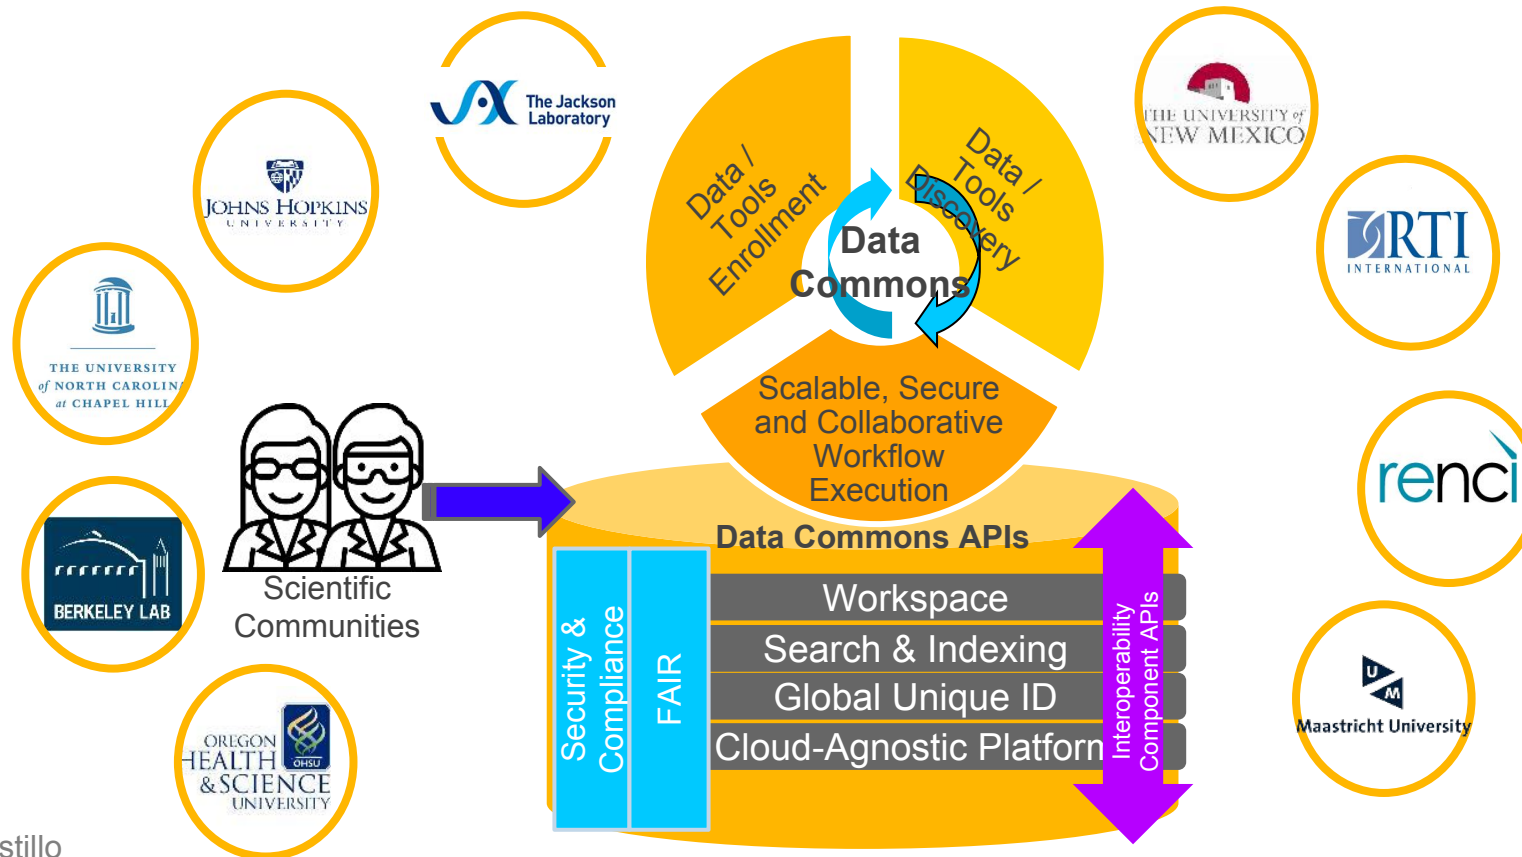 The Jackson
Laboratory
JOHNS HOPKINS
UNIVERSITY
THE UNIVERSITY
of NORTH CAROLINA
at CHAPEL HILL
BERKELEY LAB
OREGON
HEALTH
& SCIENCE
UNIVERSITY
OHSU
Scientific
Communities
Data /
Tools
Enrollment
Data /
Tools
Discovery
Data
Commons
Scalable, Secure
and Collaborative
Workflow
Execution
Data Commons APIs
Security &
Compliance
FAIR
Workspace
Search & Indexing
Global Unique ID
Cloud-Agnostic Platform
Interoperability
Component APIs
THE UNIVERSITY of
NEW MEXICO
RTI
INTERNATIONAL
renci
U
M
Maastricht University
stillo